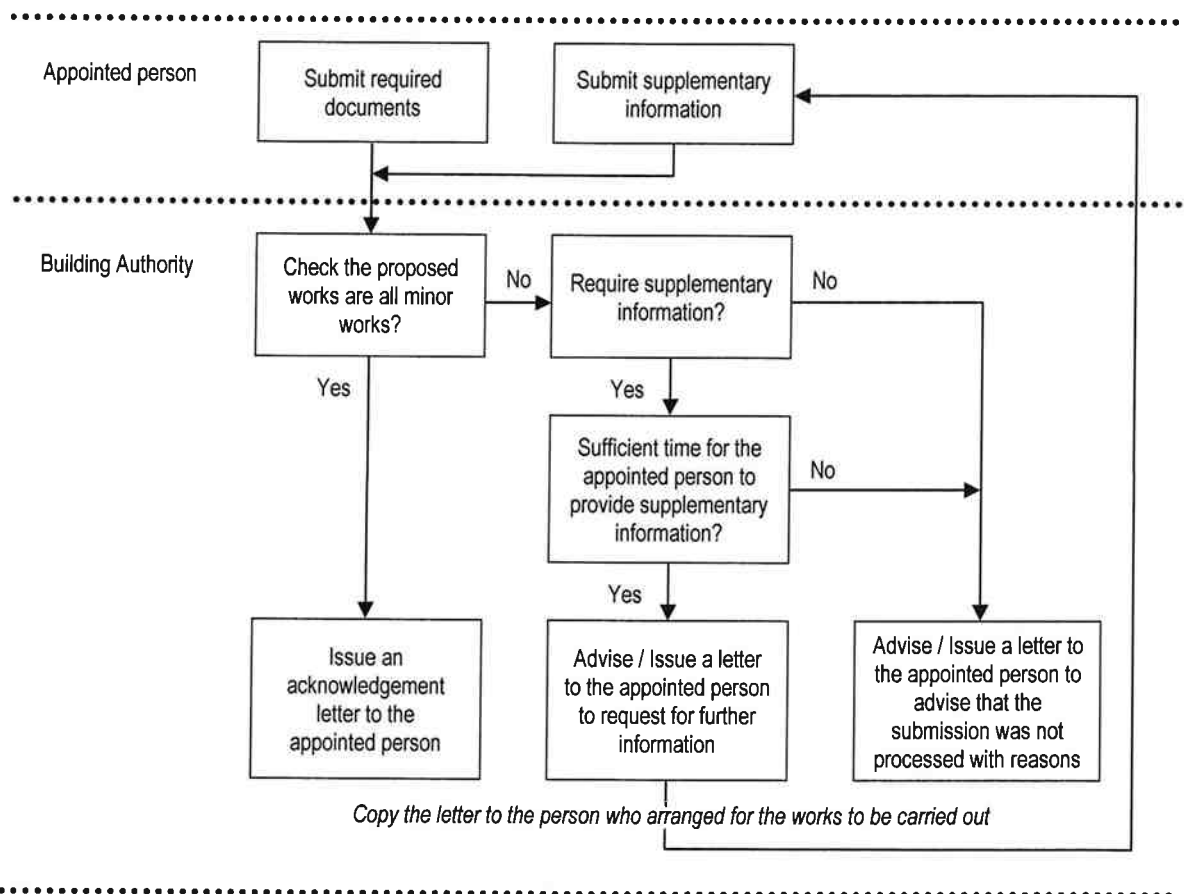 Appointed person
Submit required
documents
Submit supplementary
information
Building Authority
Check the proposed
works are all minor
works?
No
Require supplementary
information?
No
Yes
Yes
Sufficient time for the
appointed person to
provide supplementary
information?
No
Yes
Issue an
acknowledgement
letter to the
appointed person
Advise / Issue a letter
to the appointed person
to request for further
information
Advise / Issue a letter to
the appointed person to
advise that the
submission was not
processed with reasons
Copy the letter to the person who arranged for the works to be carried out